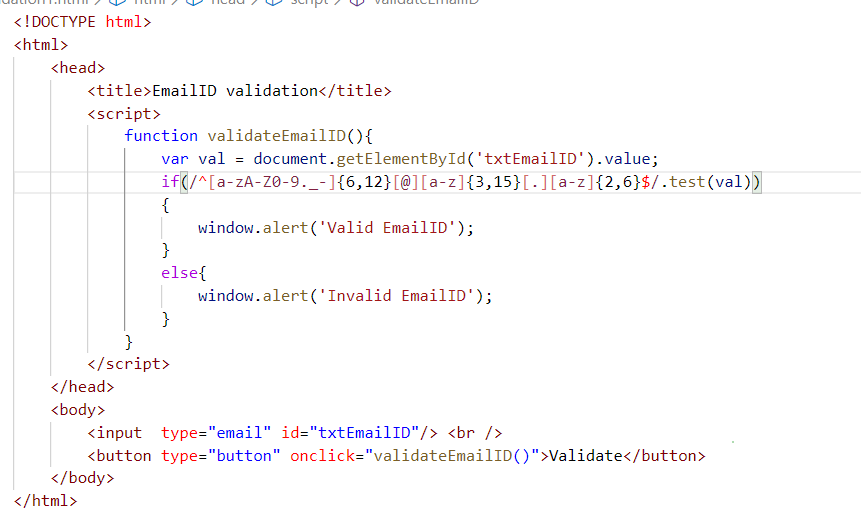 idation1.html > html > head > script > validateEmailID
<!DOCTYPE html>
<html>
    <head>
        <title>EmailID validation</title>
        <script>
            function validateEmailID(){
                var val = document.getElementById('txtEmailID').value;
                if(/^[a-zA-Z0-9._-]{6,12}[@][a-z]{3,15}[.][a-z]{2,6}$/.test(val))
                {
                    window.alert('Valid EmailID');
                }
                else{
                    window.alert('Invalid EmailID');
                }
            }
        </script>
    </head>
    <body>
        <input  type="email" id="txtEmailID"/> <br />
        <button type="button" onclick="validateEmailID()">Validate</button>
    </body>
</html>